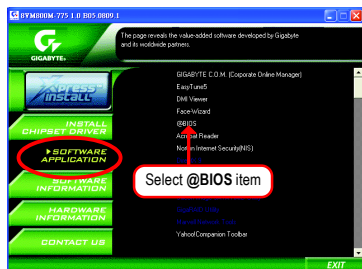 8VM800M-775 1.0 B05.0809.1
GIGABYTE
The page reveals the value-added software developed by Gigabyte
and its worldwide partners.
Xpress™
INSTALL
INSTALL
CHIPSET DRIVER
SOFTWARE
APPLICATION
SOFTWARE
INFORMATION
HARDWARE
INFORMATION
CONTACT US
GIGABYTE C.O.M. (Corporate Online Manager)
EasyTune5
DMI Viewer
Face-Wizard
@BIOS
Acrobat Reader
Norton Internet Security(NIS)
Select @BIOS item
Yahoo!Companion Toolbar
EXIT